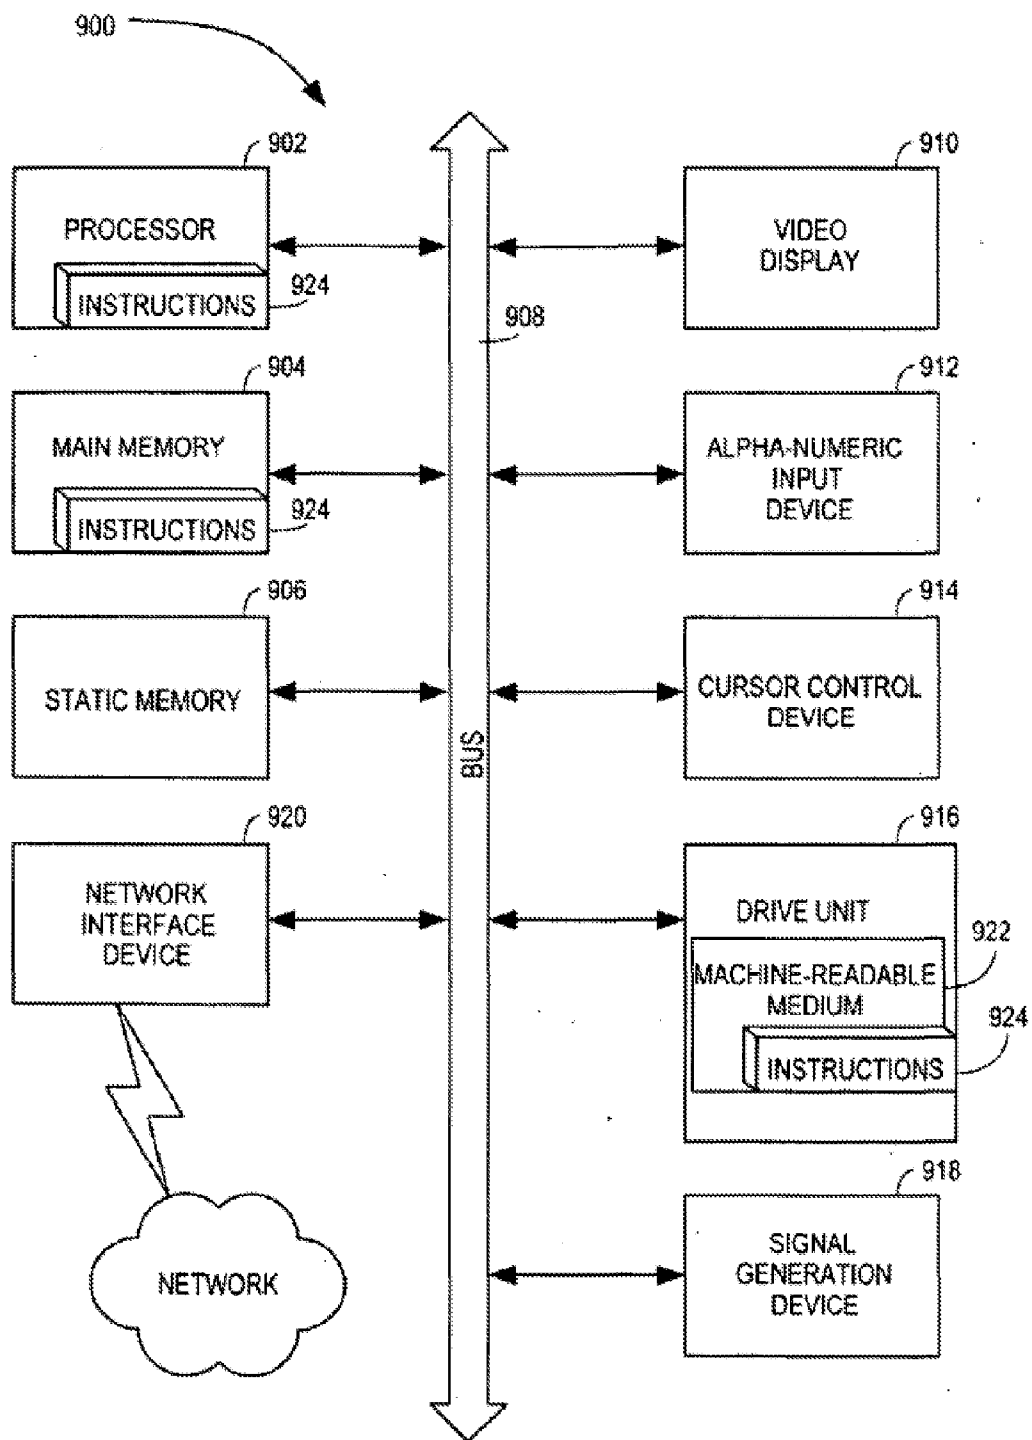 900
902
PROCESSOR
INSTRUCTIONS
924
904
MAIN MEMORY
INSTRUCTIONS
924
906
STATIC MEMORY
920
NETWORK
INTERFACE
DEVICE
NETWORK
908
BUS
910
VIDEO
DISPLAY
912
ALPHA-NUMERIC
INPUT
DEVICE
914
CURSOR CONTROL
DEVICE
916
DRIVE UNIT
922
MACHINE-READABLE
MEDIUM
924
INSTRUCTIONS
918
SIGNAL
GENERATION
DEVICE